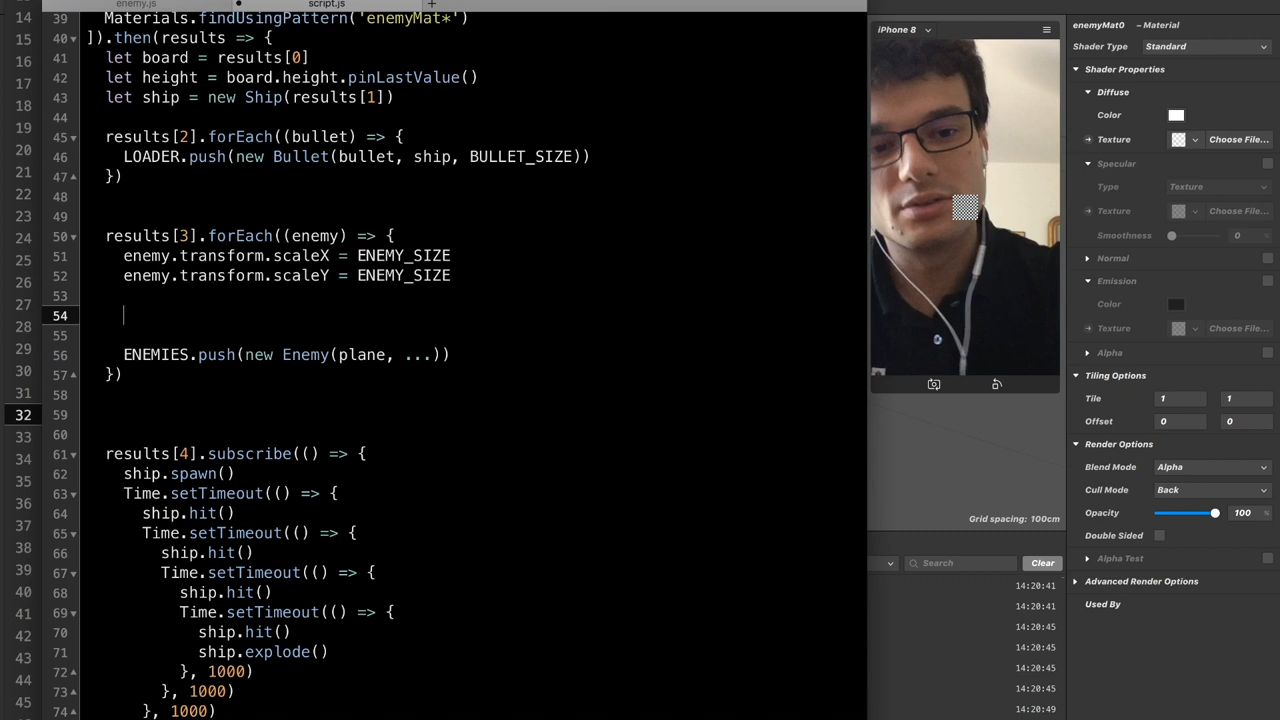 enemy.js
script.js
+
14
15
16
17
18
19
20
21
22
23
24
25
26
27
28
29
30
31
32
33
34
35
36
37
38
39
40
41
42
43
44
45
39 Materials.findUsingPattern('enemyMat*')
40 ]).then(results => {
41 let board = results[0]
42 let height = board.height.pinLastValue()
43 let ship = new Ship(results[1])
44
45 results[2].forEach((bullet) => {
46 LOADER.push(new Bullet(bullet, ship, BULLET_SIZE))
47 })
48
49
50 results[3].forEach((enemy) => {
51 enemy.transform.scaleX = ENEMY_SIZE
52 enemy.transform.scaleY = ENEMY_SIZE
53
54
55
56 ENEMIES.push(new Enemy(plane, ...))
57 })
58
59
60
61 results[4].subscribe(() => {
62 ship.spawn()
63 Time.setTimeout(() => {
64 ship.hit()
65 Time.setTimeout(() => {
66 ship.hit()
67 Time.setTimeout(() => {
68 ship.hit()
69 Time.setTimeout(() => {
70 ship.hit()
71 ship.explode()
72 }, 1000)
73 }, 1000)
74 }, 1000)
iPhone 8
Grid spacing: 100cm
Search
Clear
14:20:41
14:20:41
14:20:45
14:20:45
14:20:45
14:20:45
14:20:49
enemyMat0 – Material
Shader Type Standard
Shader Properties
Diffuse
Color
Texture Choose File...
Specular
Type Texture
Texture Choose File...
Smoothness 0 %
Normal
Emission
Color
Texture Choose File...
Alpha
Tiling Options
Tile 1 1
Offset 0 0
Render Options
Blend Mode Alpha
Cull Mode Back
Opacity 100 %
Double Sided
Alpha Test
Advanced Render Options
Used By